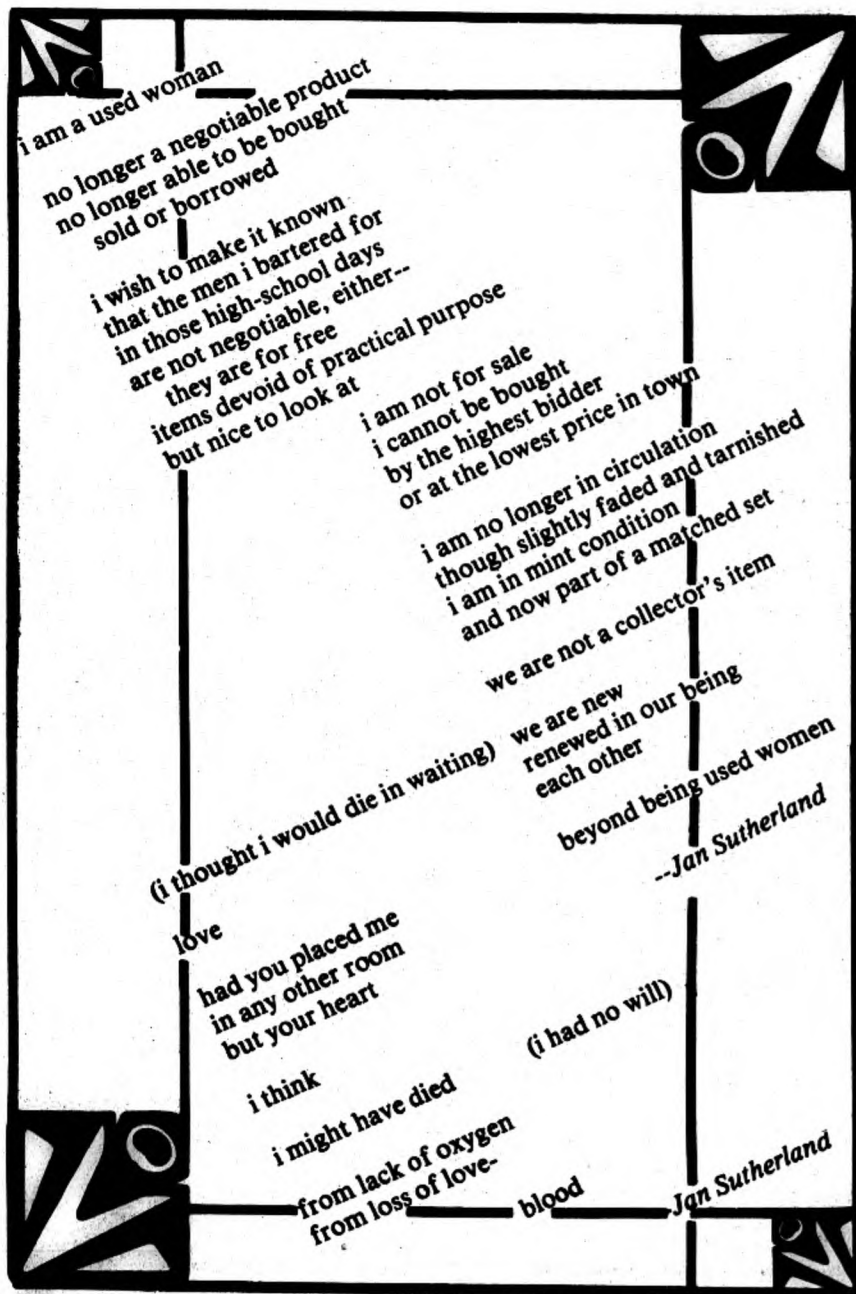 i am a used woman
no longer a negotiable product
no longer able to be bought
sold or borrowed
i wish to make it known
that the men i bartered for
in those high-school days
are not negotiable, either--
they are for free
items devoid of practical purpose
but nice to look at
i am not for sale
i cannot be bought
by the highest bidder
or at the lowest price in town
i am no longer in circulation
though slightly faded and tarnished
i am in mint condition
and now part of a matched set
we are not a collector's item
we are new
renewed in our being
each other
beyond being used women
--Jan Sutherland
(i thought i would die in waiting)
love
had you placed me
in any other room
but your heart
(i had no will)
i think
i might have died
from lack of oxygen
from loss of love-
blood
-Jan Sutherland